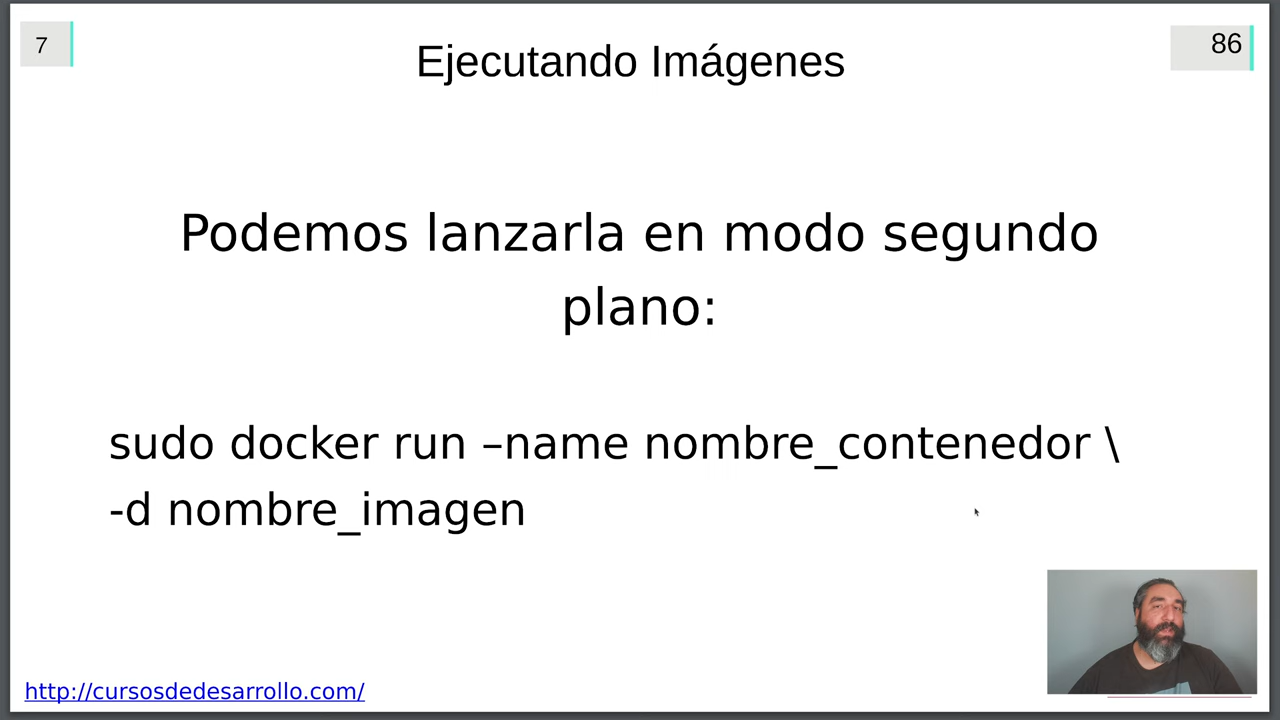 7
Ejecutando Imágenes
86
Podemos lanzarla en modo segundo
plano:
sudo docker run –name nombre_contenedor \
-d nombre_imagen
http://cursosdedesarrollo.com/